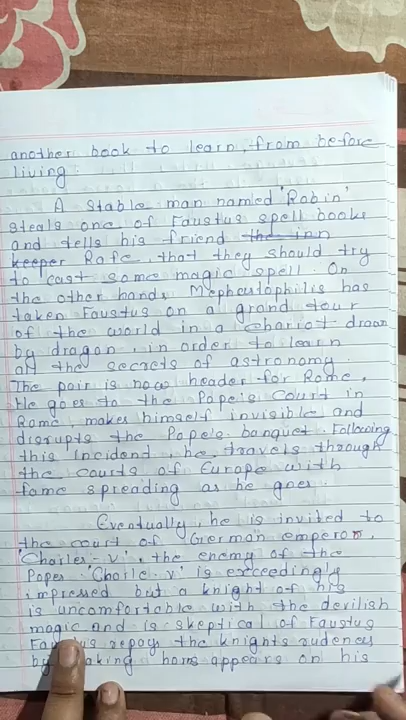 another book to learn, from before
living.
A stable man named 'Robin'
steals one of Faustus spell books
and tells his friend the inn
keeper Rafe, that they should try
to cast some magic spell. On
the other hand, Mephoutophilis has
taken Faustus on a grand tour
of the world in a chariot drawn
by dragon, in order to learn
all the secrets of astronomy.
The pair is now header for Rome.
He goes to the Pope's Court in
Rome, makes himself invisible and
disrupts the Pope's banquet. Following
this incident, he travels through
the courts of Europe with
fame spreading as he goes.
Eventually, he is invited to
the court of German emperor,
'Charles-V', the enemy of the
Pope. 'Charle-V' is exceedingly
impressed but a knight of his
is uncomfortable with the devilish
magic and is skeptical of Faustus
repay the knights rudeness
by horns appears on his